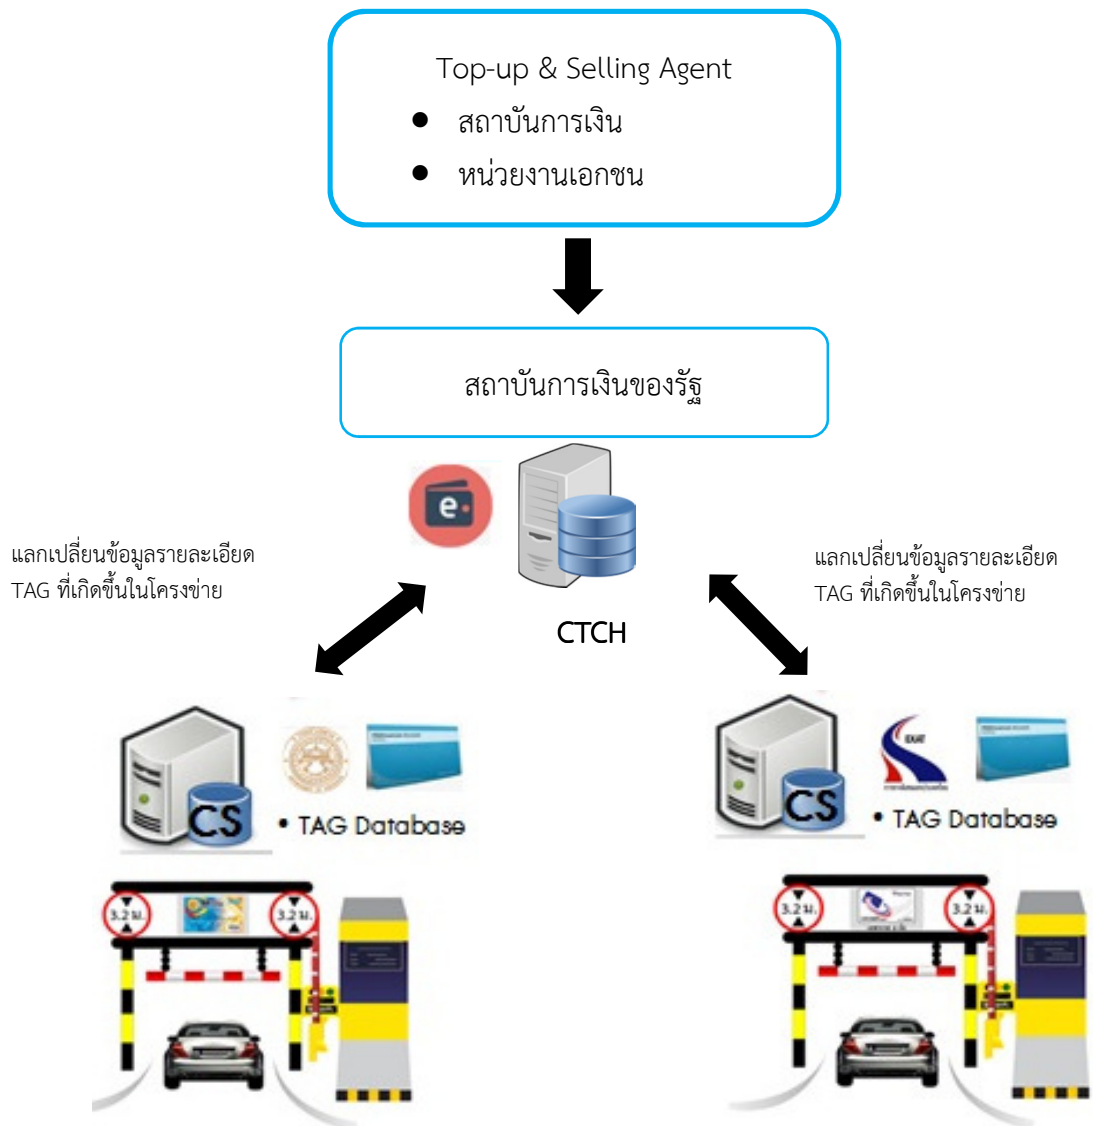 Top-up & Selling Agent
● สถาบันการเงิน
● หน่วยงานเอกชน
สถาบันการเงินของรัฐ
e
แลกเปลี่ยนข้อมูลรายละเอียด
TAG ที่เกิดขึ้นในโครงข่าย
แลกเปลี่ยนข้อมูลรายละเอียด
TAG ที่เกิดขึ้นในโครงข่าย
CTCH
CS
• TAG Database
EXAT
CS
• TAG Database
3.2 ม.
3.2 ม.
3.2 ม.
3.2 ม.